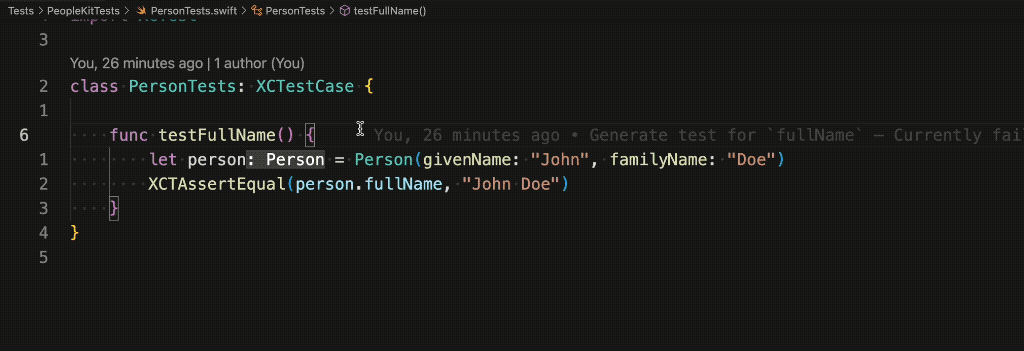 Tests > PeopleKitTests > PersonTests.swift > PersonTests > testFullName()
3
You, 26 minutes ago | 1 author (You)
2 class PersonTests: XCTestCase {
1
6 func testFullName() { You, 26 minutes ago • Generate test for `fullName` — Currently fai
1 let person: Person = Person(givenName: "John", familyName: "Doe")
2 XCTAssertEqual(person.fullName, "John Doe")
3 }
4 }
5